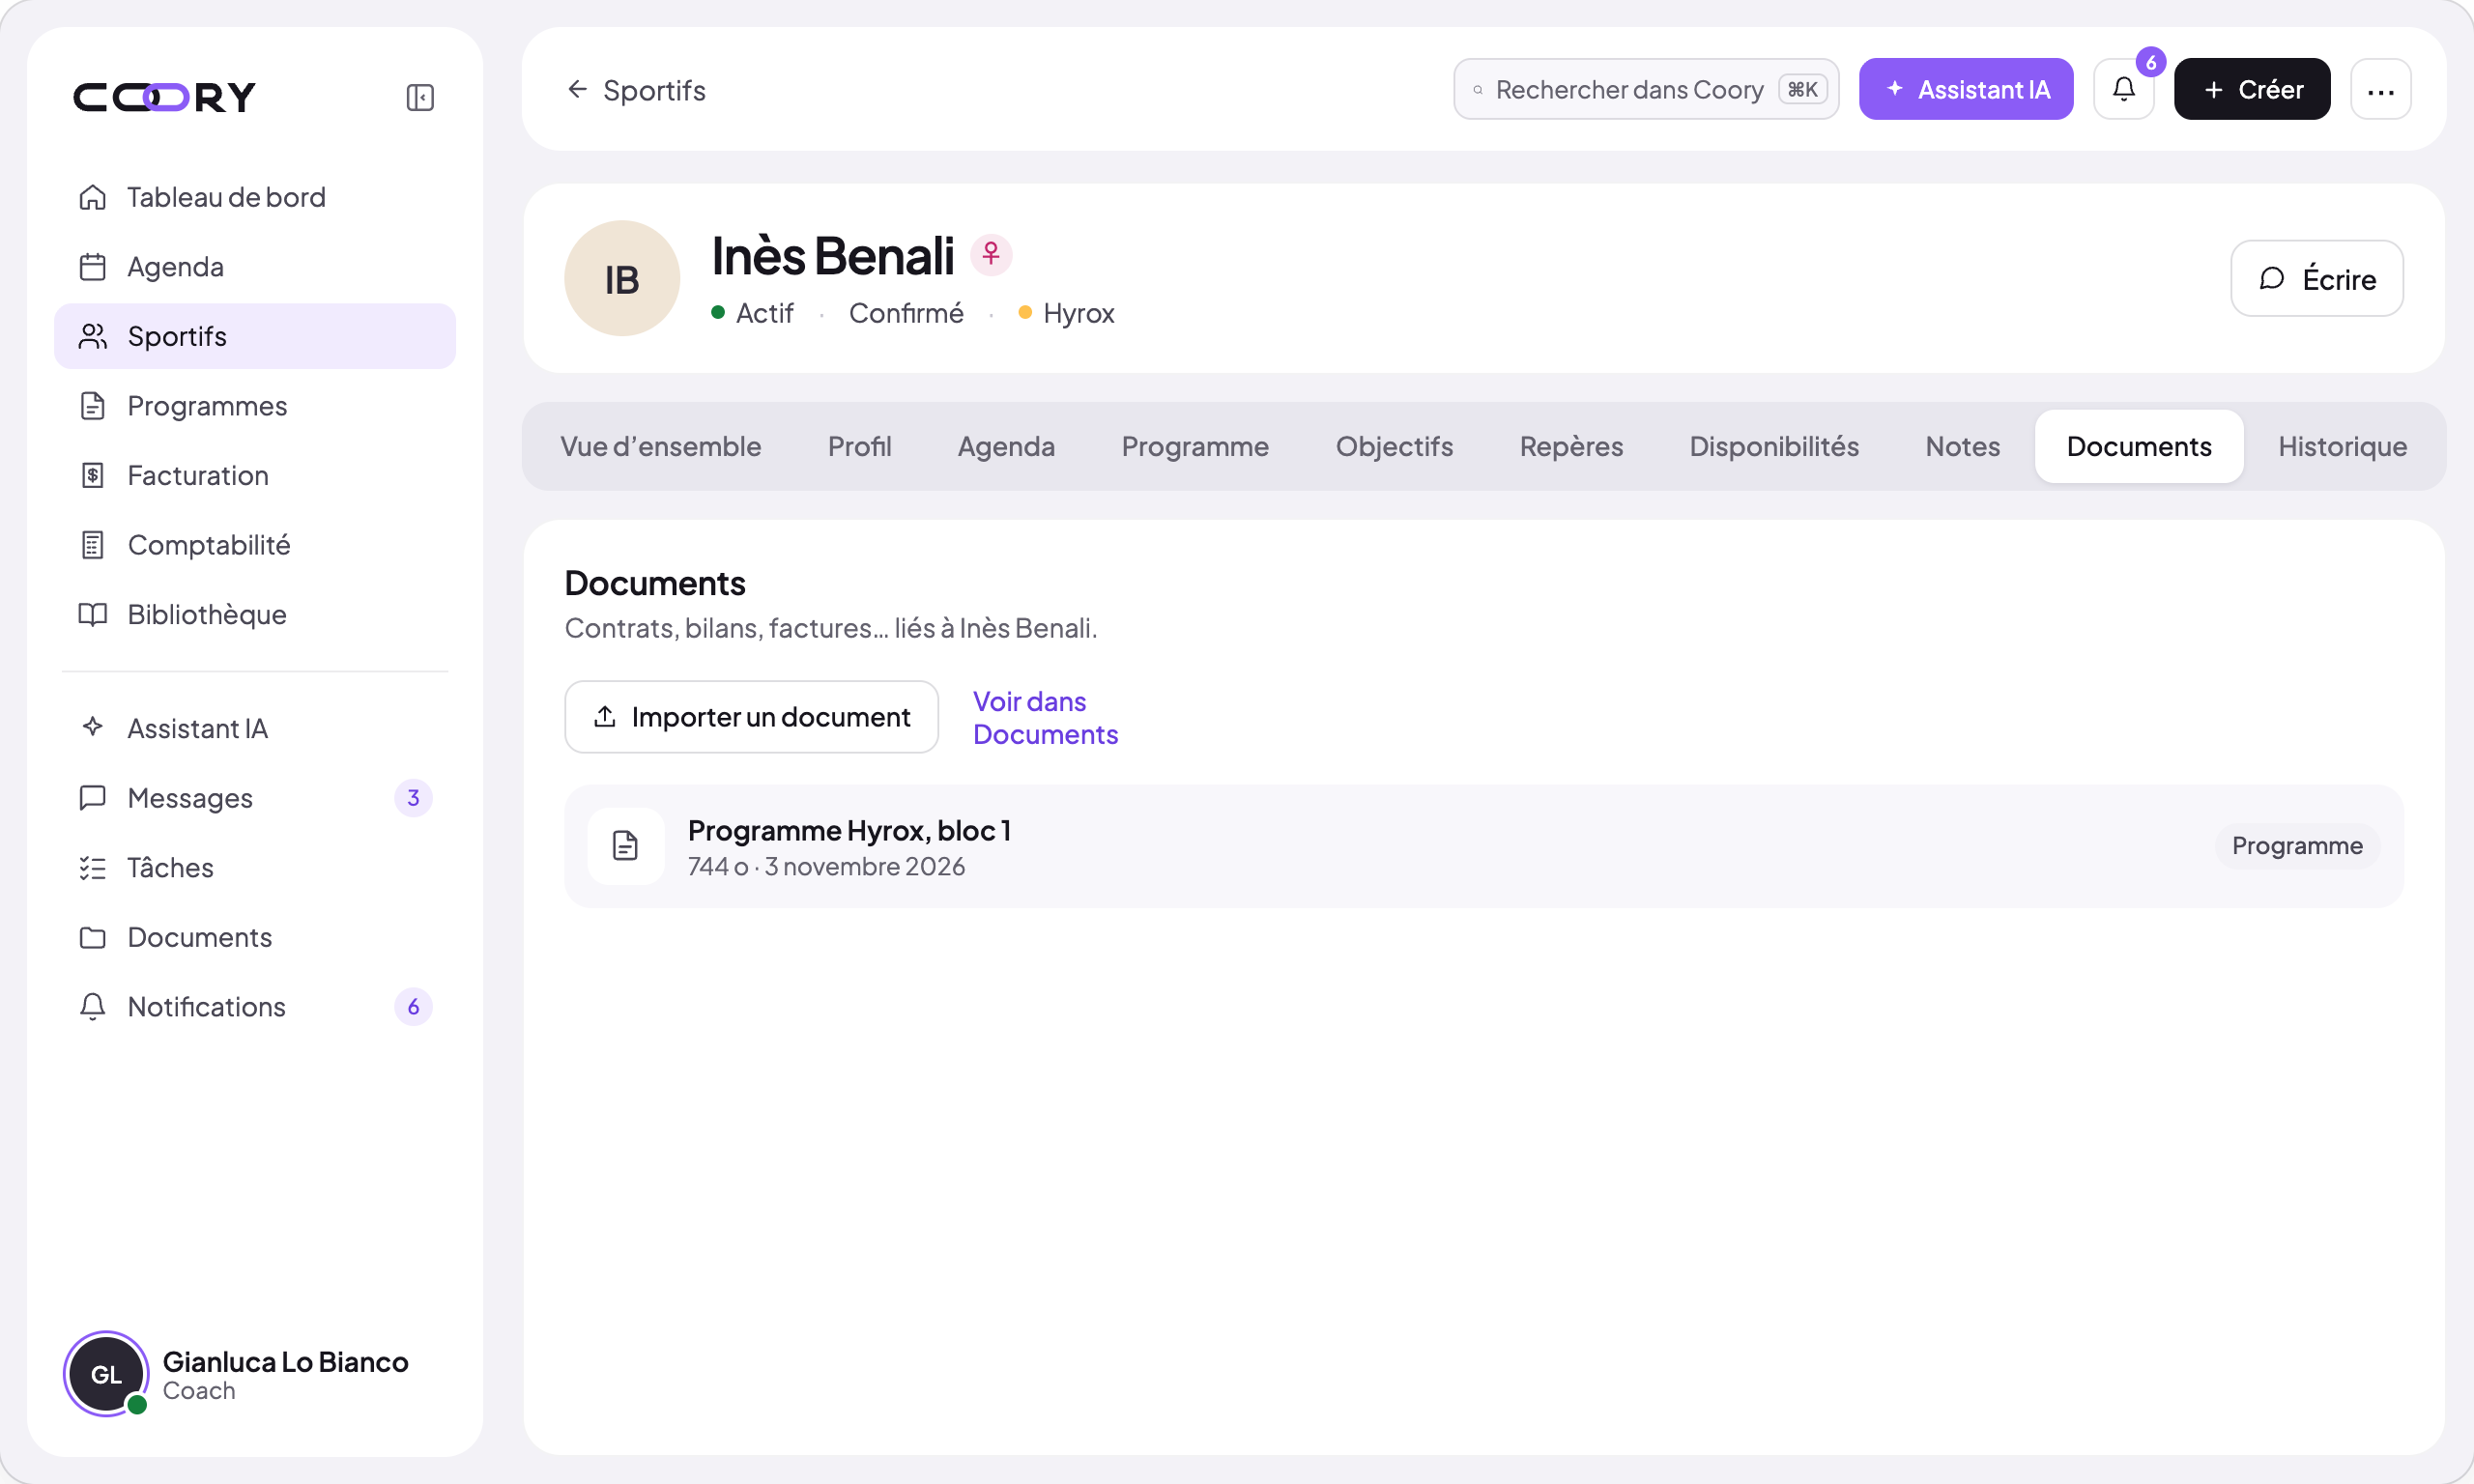 COORY
Tableau de bord
Agenda
Sportifs
Programmes
Facturation
Comptabilité
Bibliothèque
Assistant IA
Messages 3
Tâches
Documents
Notifications 6
GL
Gianluca Lo Bianco
Coach
← Sportifs
Rechercher dans Coory ⌘K
Assistant IA
6
+ Créer
...
IB
Inès Benali ♀
Actif · Confirmé · Hyrox
Écrire
Vue d’ensemble Profil Agenda Programme Objectifs Repères Disponibilités Notes Documents Historique
Documents
Contrats, bilans, factures… liés à Inès Benali.
Importer un document
Voir dans
Documents
Programme Hyrox, bloc 1
744 o · 3 novembre 2026
Programme